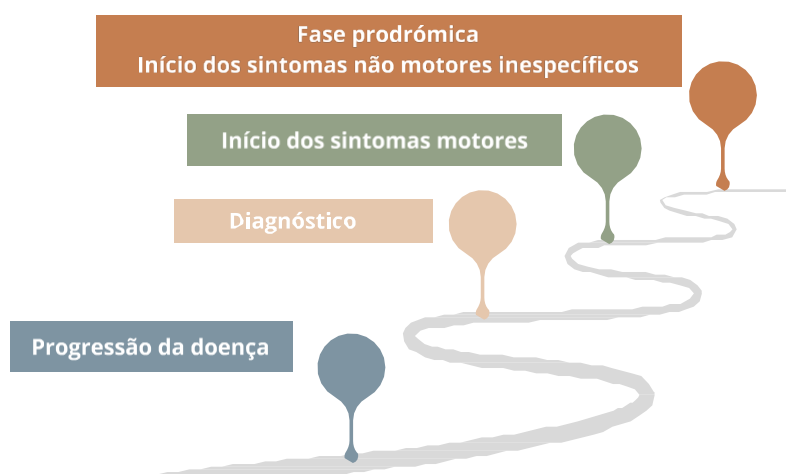 Fase prodrómica
Início dos sintomas não motores inespecíficos
Início dos sintomas motores
Diagnóstico
Progressão da doença